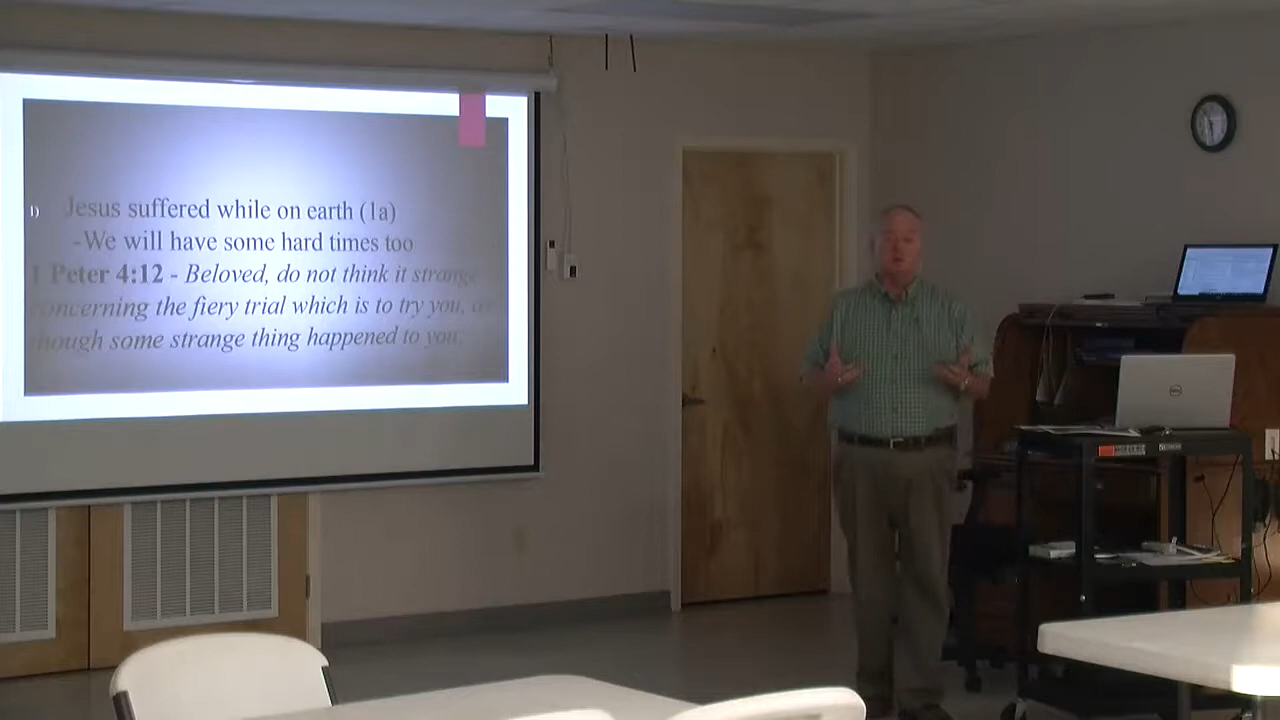 1) Jesus suffered while on earth (1a)
-We will have some hard times too
1 Peter 4:12 - Beloved, do not think it strange
concerning the fiery trial which is to try you, as
though some strange thing happened to you;
DELL